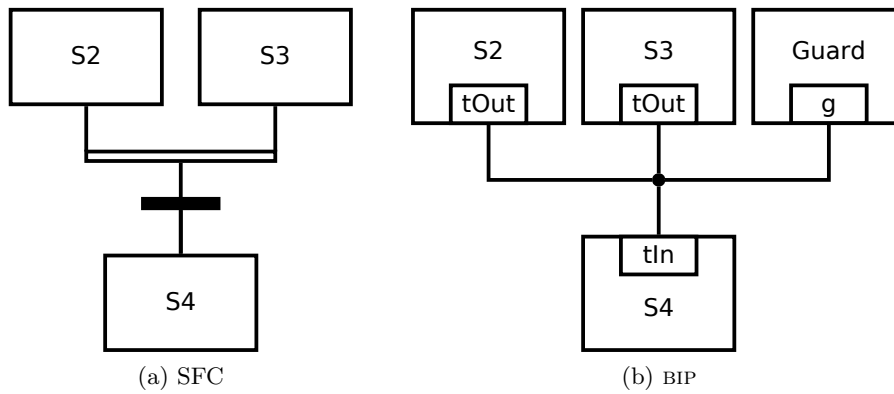 S2
S3
S4
(a) SFC
S2
tOut
S3
tOut
Guard
g
tIn
S4
(b) BIP